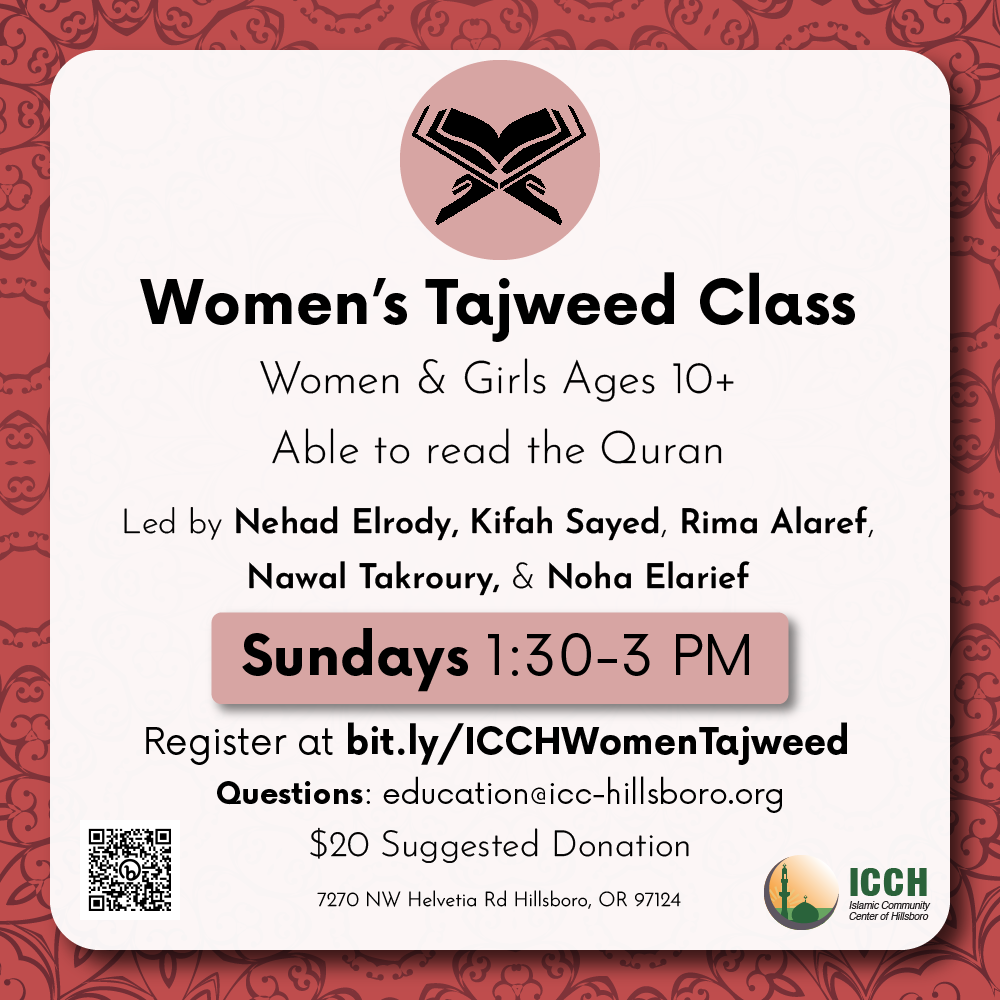 Women's Tajweed Class
Women & Girls Ages 10+
Able to read the Quran
Led by Nehad Elrody, Kifah Sayed, Rima Alaref,
Nawal Takroury, & Noha Elarief
Sundays 1:30-3 PM
Register at bit.ly/ICCHWomenTajweed
Questions: education@icc-hillsboro.org
$20 Suggested Donation
7270 NW Helvetia Rd Hillsboro, OR 97124
ICCH
Islamic Community
Center of Hillsboro